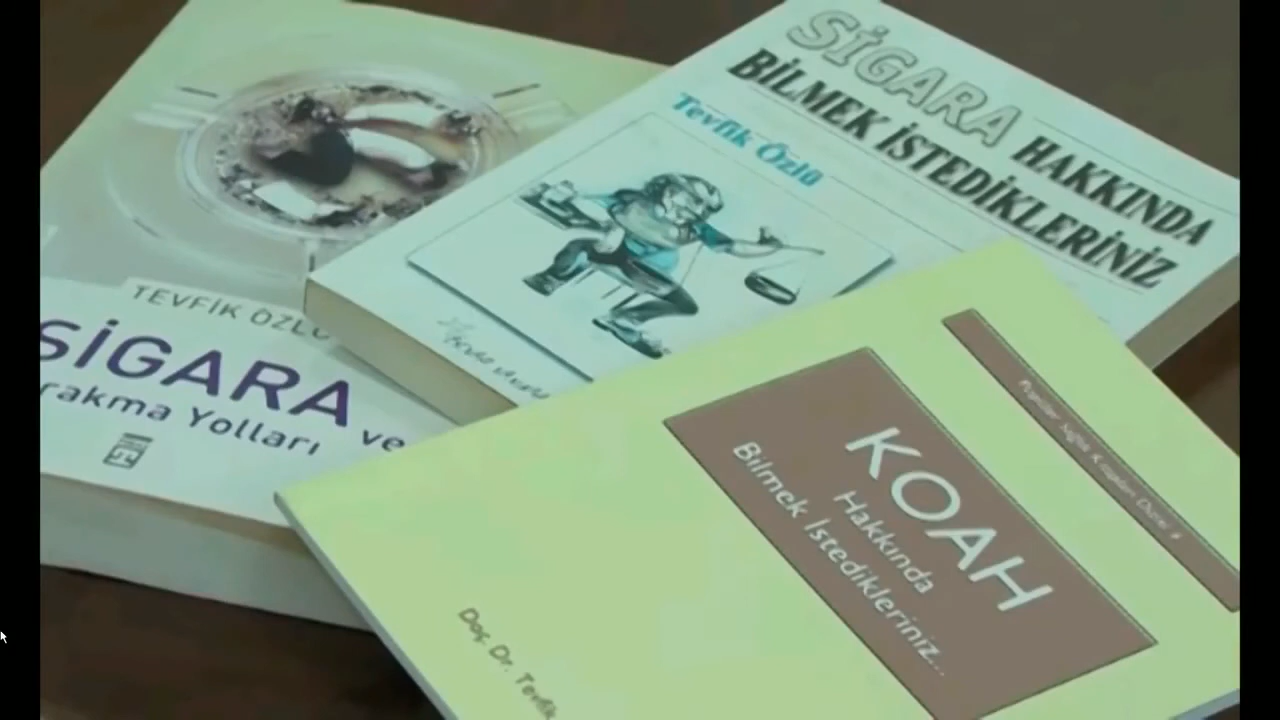 SİGARA HAKKINDA
BİLMEK İSTEDİKLERİNİZ
Tevfik Özlü
TEVFİK ÖZLÜ
SİGARA ve
rakma Yolları
KOAH
Hakkında
Bilmek İstedikleriniz...
Doç. Dr. Tevfik